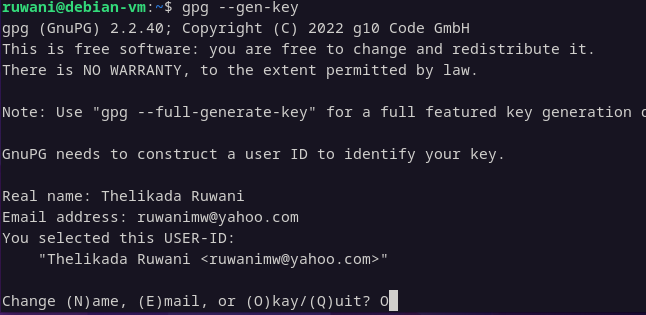 ruwani@debian-vm:~$ gpg --gen-key
gpg (GnuPG) 2.2.40; Copyright (C) 2022 g10 Code GmbH
This is free software: you are free to change and redistribute it.
There is NO WARRANTY, to the extent permitted by law.
Note: Use "gpg --full-generate-key" for a full featured key generation
GnuPG needs to construct a user ID to identify your key.
Real name: Thelikada Ruwani
Email address: ruwanimw@yahoo.com
You selected this USER-ID:
"Thelikada Ruwani <ruwanimw@yahoo.com>"
Change (N)ame, (E)mail, or (O)kay/(Q)uit? O